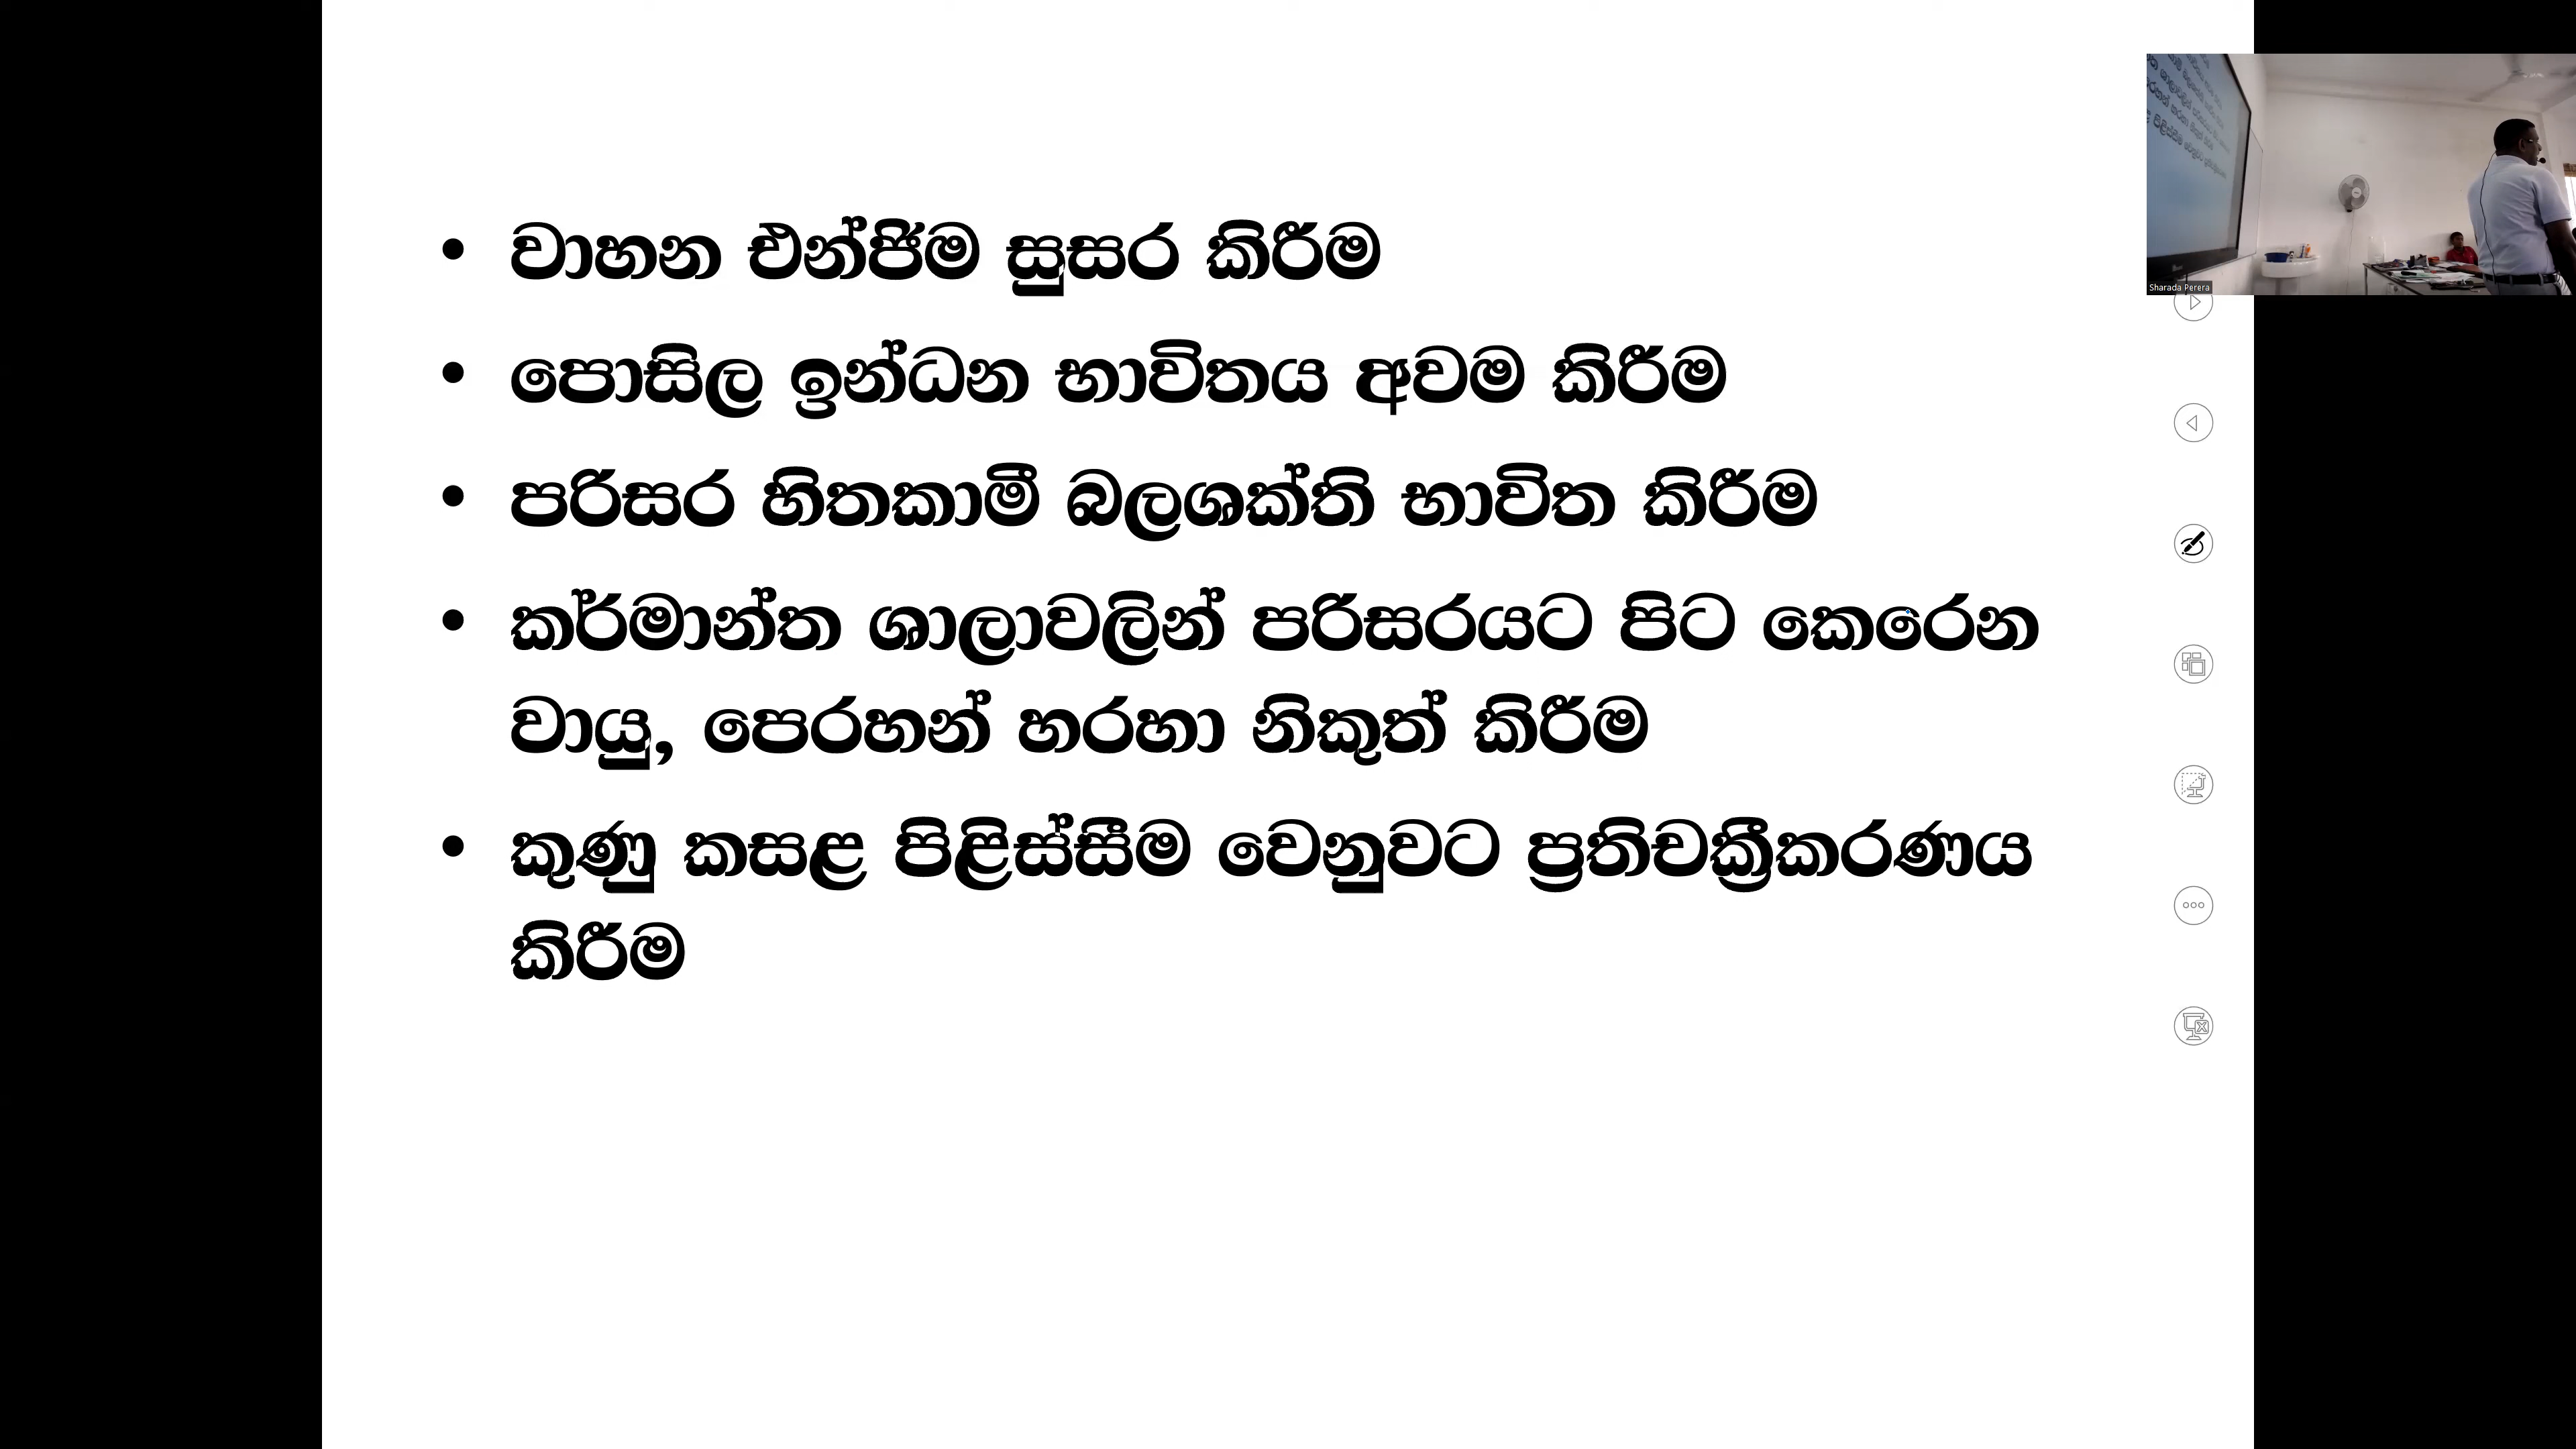 • වාහන එන්ජිම සුසර කිරීම
• පොසිල ඉන්ධන භාවිතය අවම කිරීම
• පරිසර හිතකාමී බලශක්ති භාවිත කිරීම
• කර්මාන්ත ශාලාවලින් පරිසරයට පිට කෙරෙන
වායු, පෙරහන් හරහා නිකුත් කිරීම
• කුණු කසළ පිළිස්සීම වෙනුවට ප්‍රතිචක්‍රීකරණය
කිරීම
Sharada Perera